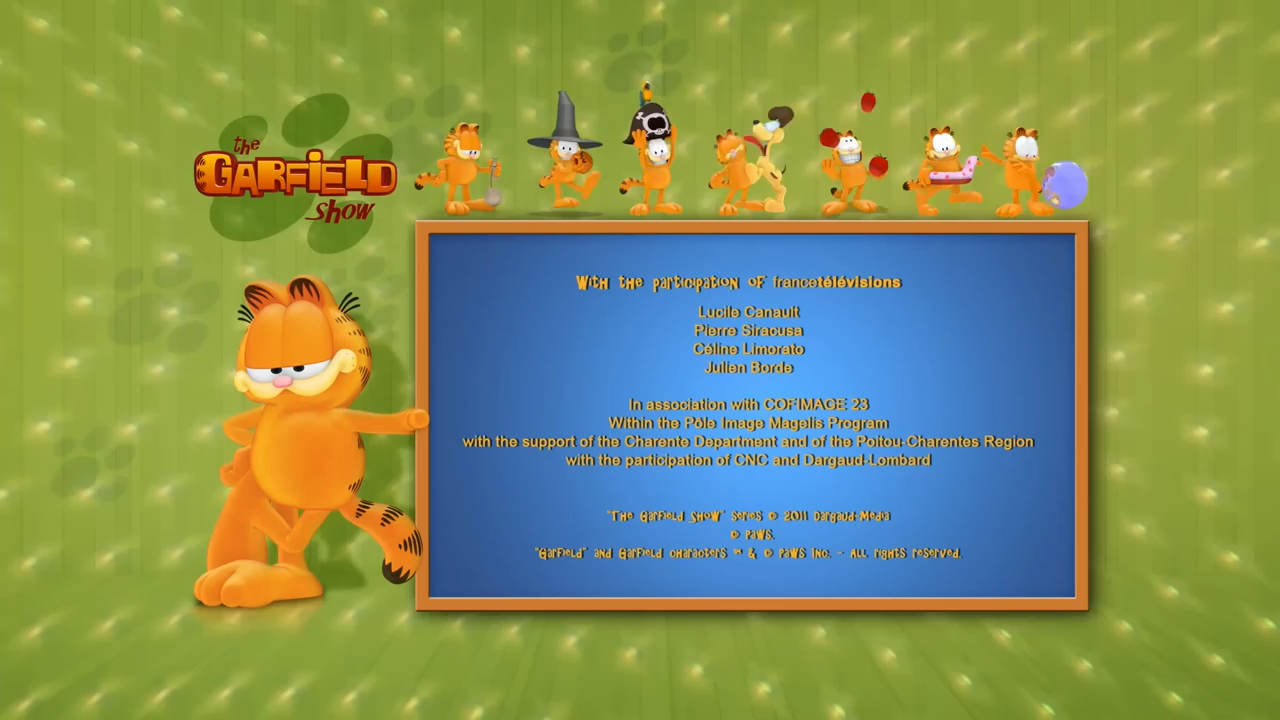 the
GARFIELD
show
With the participation of francetélévisions
Lucile Canault
Pierre Siracusa
Céline Limorato
Julien Borde
In association with COFIMAGE 23
Within the Pôle Image Magelis Program
with the support of the Charente Department and of the Poitou-Charentes Region
with the participation of CNC and Dargaud-Lombard
"The Garfield Show" Series © 2011 Dargaud-Media
© PAWS.
"Garfield" and Garfield characters ™ & © PAWS INC. - All rights reserved.